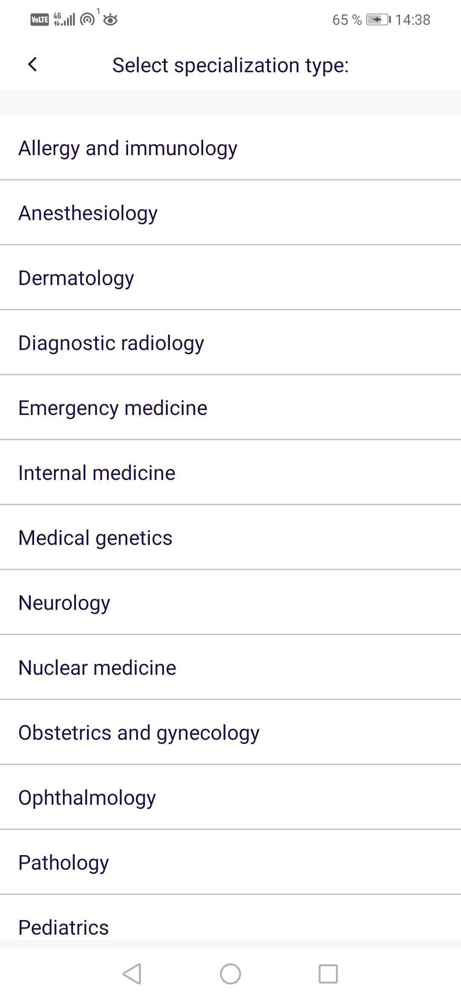 VoLTE 4G 1 65 % 14:38
Select specialization type:
Allergy and immunology
Anesthesiology
Dermatology
Diagnostic radiology
Emergency medicine
Internal medicine
Medical genetics
Neurology
Nuclear medicine
Obstetrics and gynecology
Ophthalmology
Pathology
Pediatrics